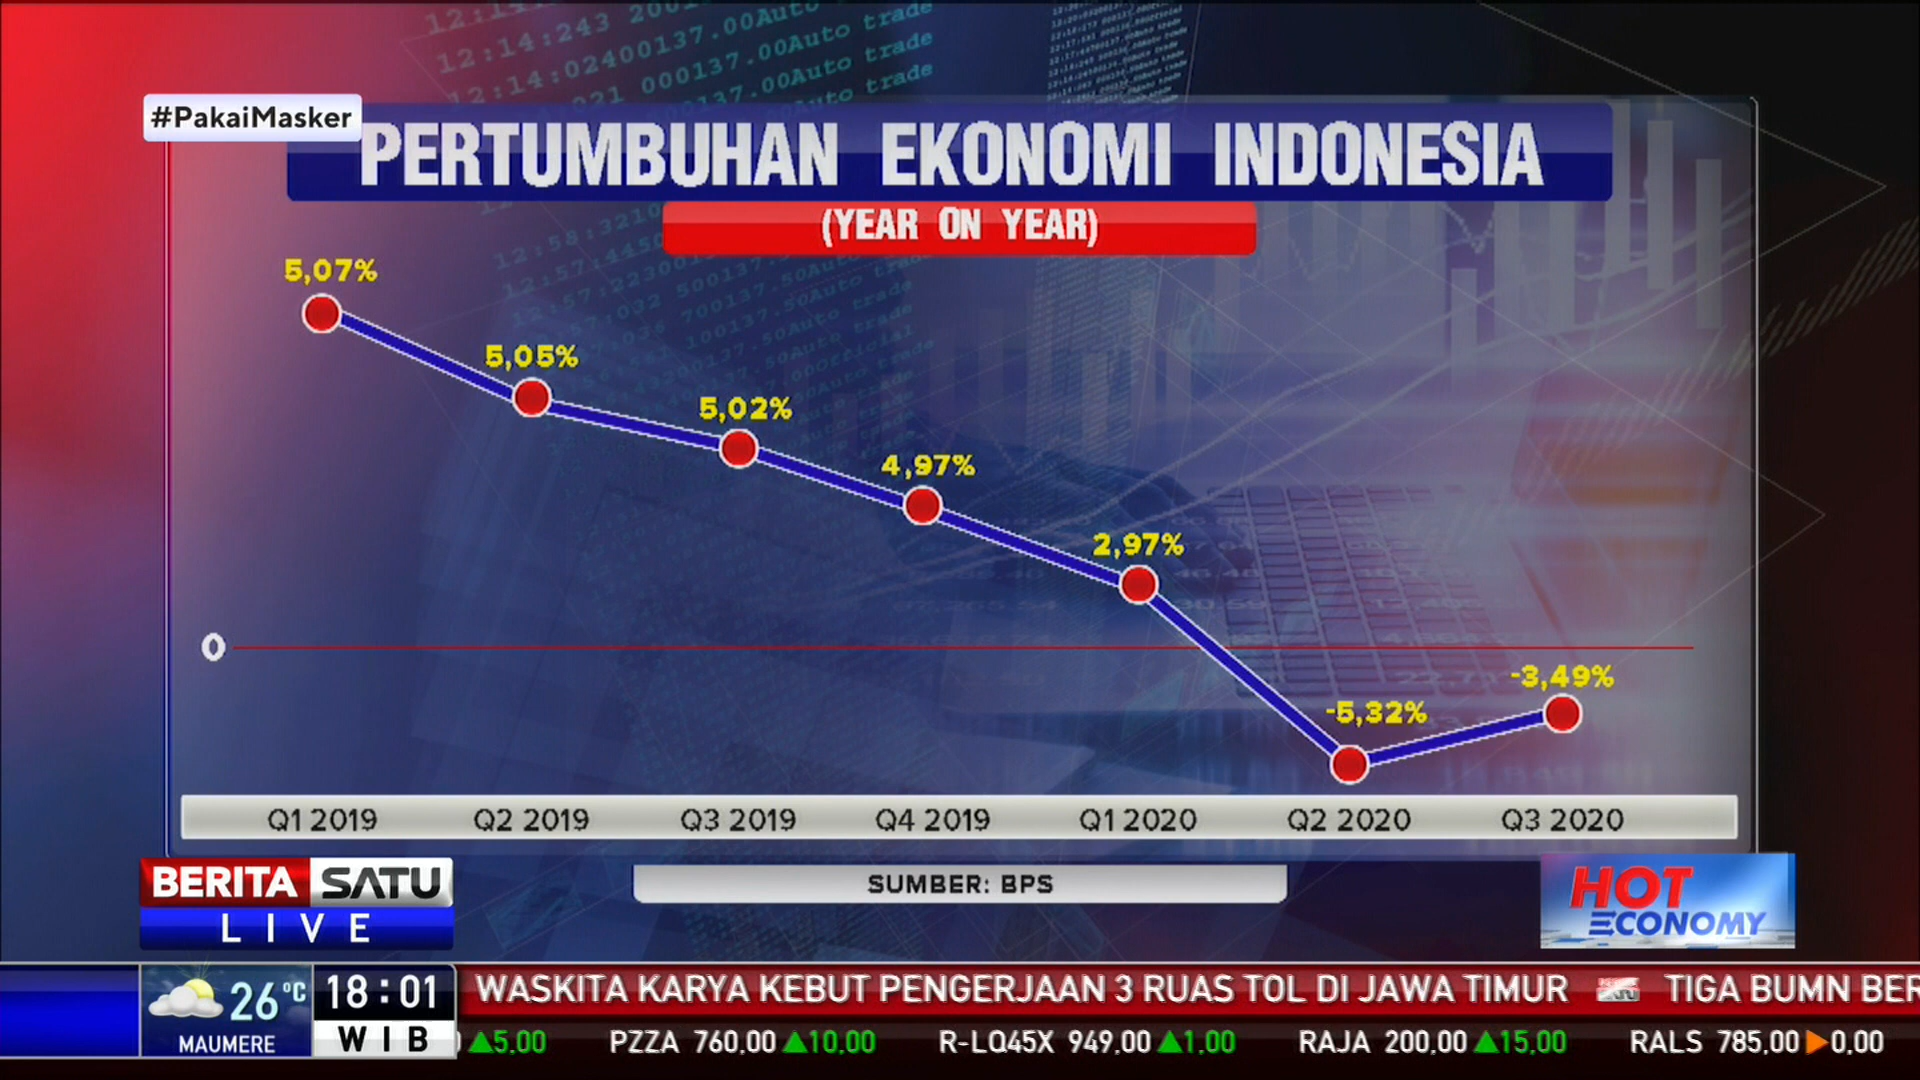 #PakaiMasker
PERTUMBUHAN EKONOMI INDONESIA
(YEAR ON YEAR)
5,07%
5,05%
5,02%
4,97%
2,97%
0
-5,32%
-3,49%
Q1 2019 Q2 2019 Q3 2019 Q4 2019 Q1 2020 Q2 2020 Q3 2020
SUMBER: BPS
BERITA SATU
LIVE
HOT
ECONOMY
26°C
MAUMERE
18:01
WIB
WASKITA KARYA KEBUT PENGERJAAN 3 RUAS TOL DI JAWA TIMUR TIGA BUMN BER
▲5,00 PZZA 760,00 ▲10,00 R-LQ45X 949,00 ▲1,00 RAJA 200,00 ▲15,00 RALS 785,00 ▶0,00